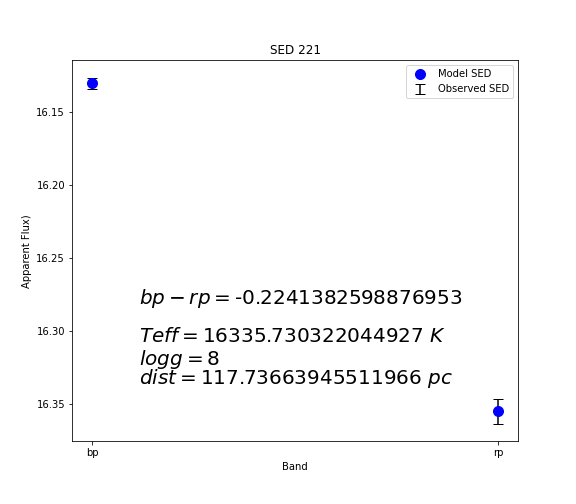 SED 221
Model SED
Observed SED
16.15
16.20
16.25
16.30
16.35
Apparent Flux)
bp − rp = -0.2241382598876953
Teff = 16335.730322044927 K
logg = 8
dist = 117.73663945511966 pc
bp
rp
Band